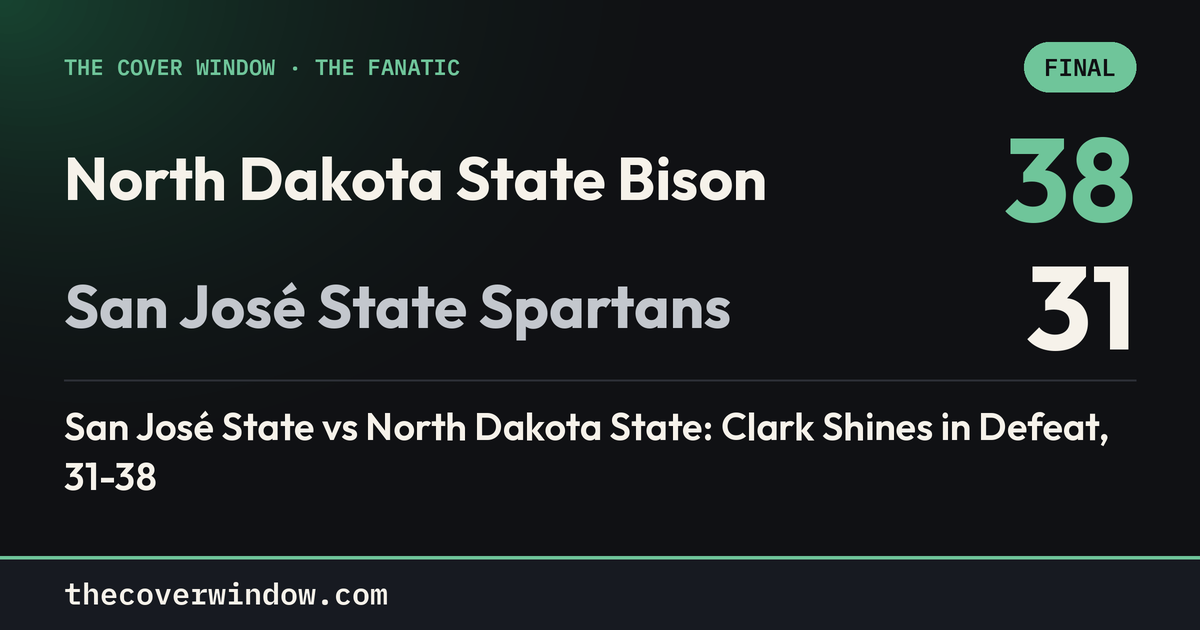 THE COVER WINDOW · THE FANATIC
FINAL
North Dakota State Bison 38
San José State Spartans 31
San José State vs North Dakota State: Clark Shines in Defeat,
31-38
thecoverwindow.com